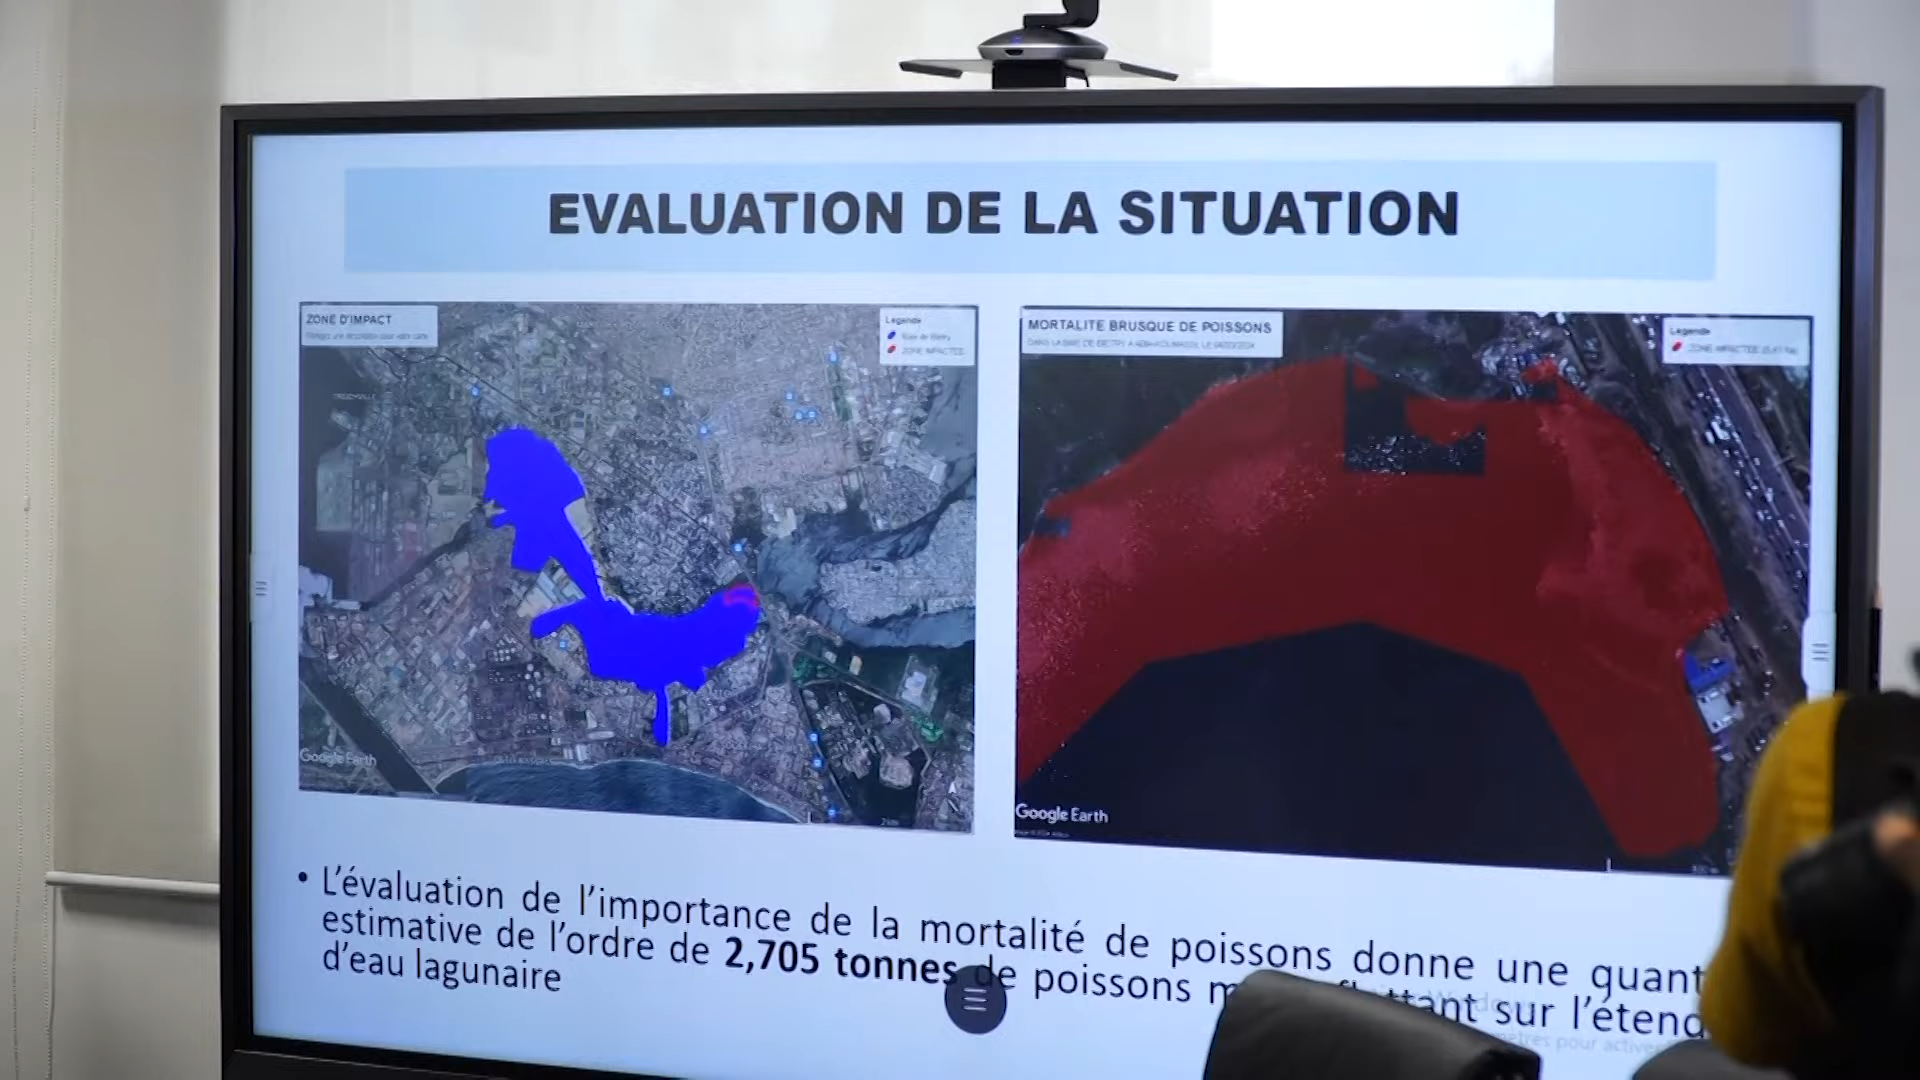 EVALUATION DE LA SITUATION
ZONE D'IMPACT
Légende
ZONE IMPACTEE
Google Earth
MORTALITE BRUSQUE DE POISSONS
Légende
ZONE IMPACTEE
Google Earth
• L'évaluation de l'importance de la mortalité de poissons donne une quant
estimative de l'ordre de 2,705 tonnes de poissons m flottant sur l'étend
d'eau lagunaire